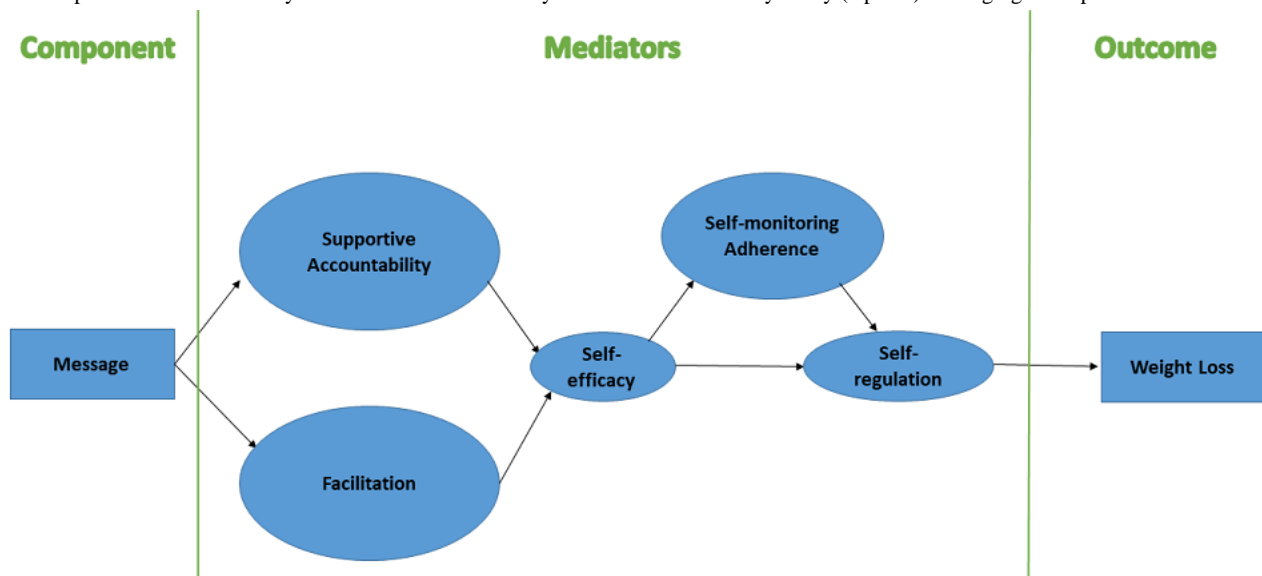 Component
Mediators
Outcome
Supportive
Accountability
Self-monitoring
Adherence
Message
Self-
efficacy
Self-
regulation
Weight Loss
Facilitation